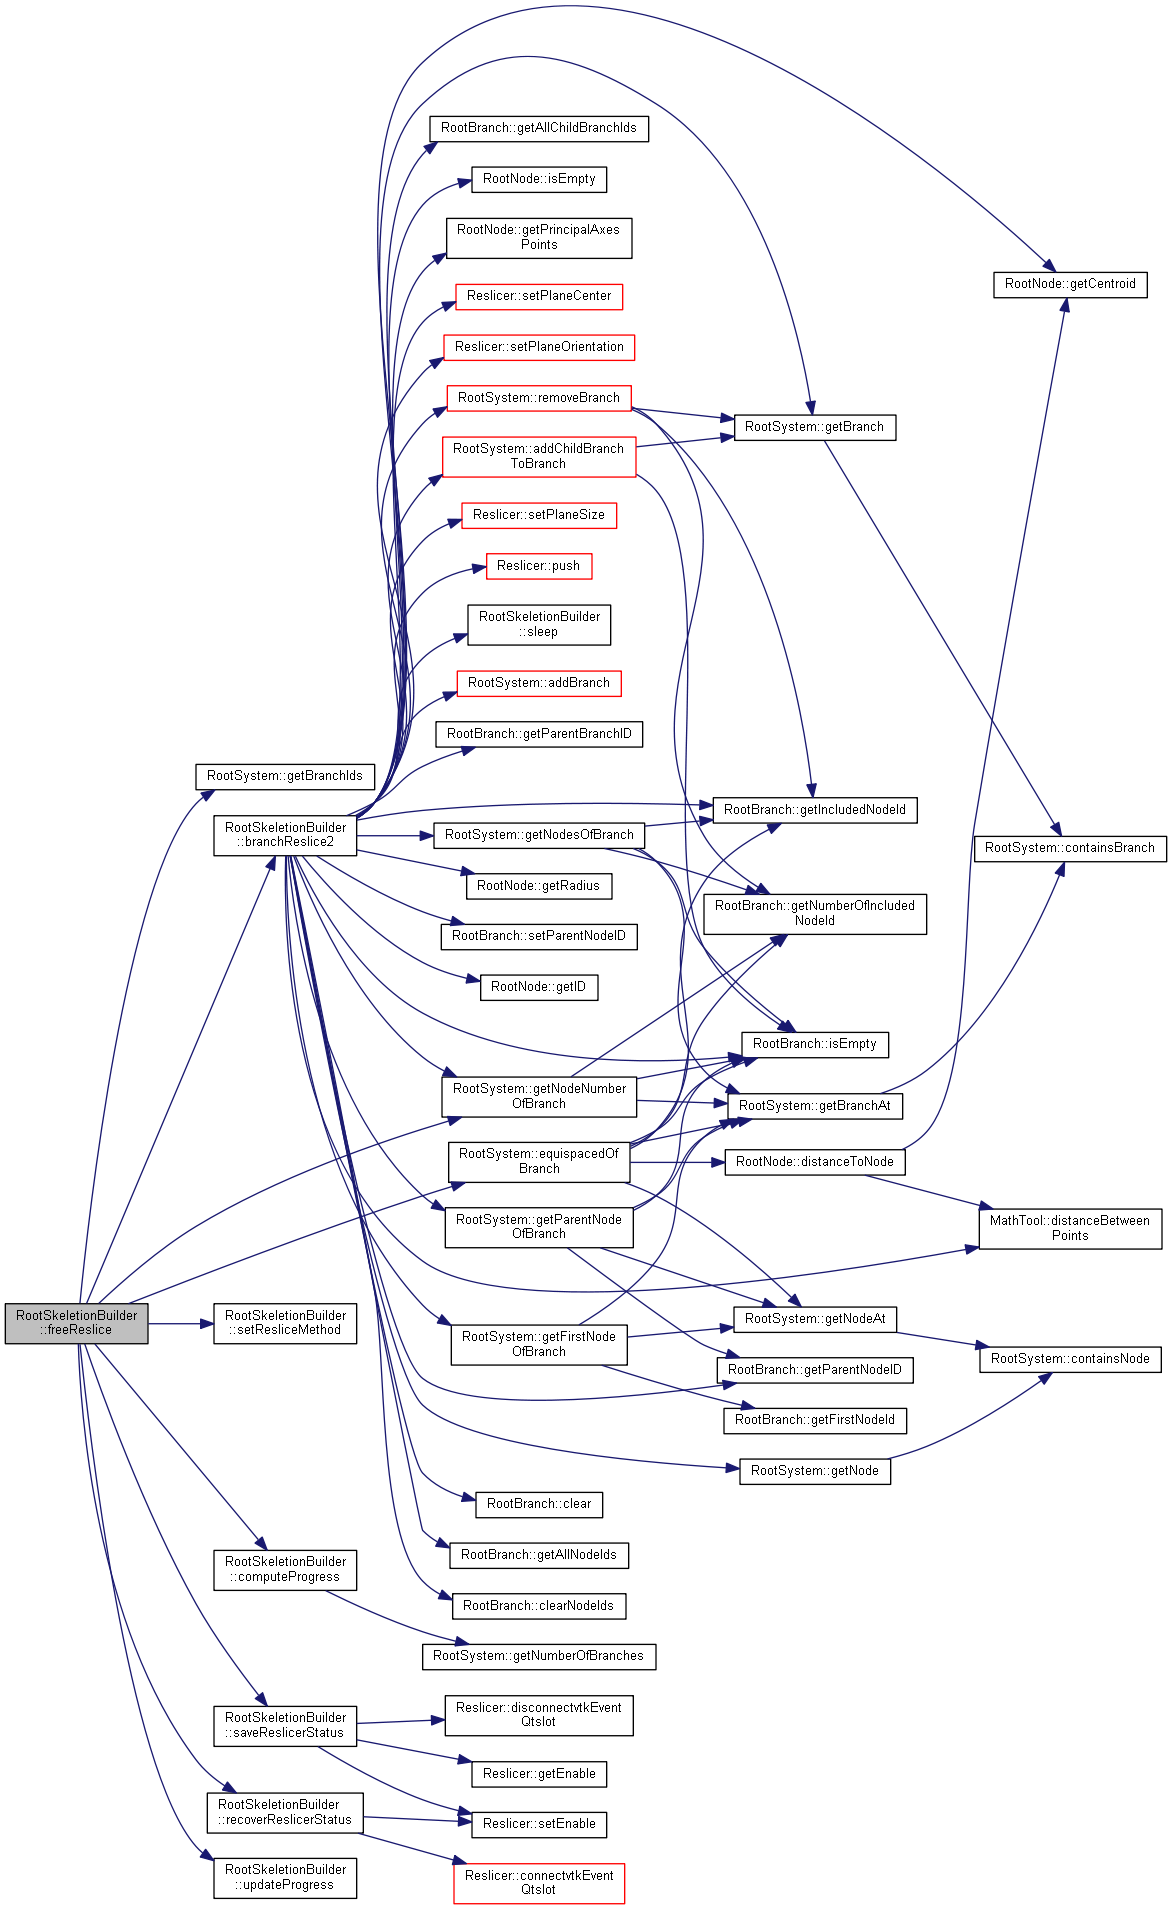 RootBranch::getAllChildBranchIds
RootNode::isEmpty
RootNode::getPrincipalAxes
Points
RootNode::getCentroid
Reslicer::setPlaneCenter
Reslicer::setPlaneOrientation
RootSystem::removeBranch
RootSystem::getBranch
RootSystem::addChildBranch
ToBranch
Reslicer::setPlaneSize
Reslicer::push
RootSkeletionBuilder
::sleep
RootSystem::addBranch
RootBranch::getParentBranchID
RootSystem::getBranchIds
RootBranch::getIncludedNodeId
RootSkeletionBuilder
::branchReslice2
RootSystem::getNodesOfBranch
RootSystem::containsBranch
RootNode::getRadius
RootBranch::getNumberOfIncluded
NodeId
RootBranch::setParentNodeID
RootNode::getID
RootBranch::isEmpty
RootSystem::getNodeNumber
OfBranch
RootSystem::getBranchAt
RootSystem::equispacedOf
Branch
RootNode::distanceToNode
RootSystem::getParentNode
OfBranch
MathTool::distanceBetween
Points
RootSkeletionBuilder
::freeReslice
RootSkeletionBuilder
::setResliceMethod
RootSystem::getNodeAt
RootSystem::getFirstNode
OfBranch
RootSystem::containsNode
RootBranch::getParentNodeID
RootBranch::getFirstNodeId
RootSystem::getNode
RootBranch::clear
RootBranch::getAllNodeIds
RootSkeletionBuilder
::computeProgress
RootBranch::clearNodeIds
RootSystem::getNumberOfBranches
RootSkeletionBuilder
::saveReslicerStatus
Reslicer::disconnectvtkEvent
Qtslot
Reslicer::getEnable
RootSkeletionBuilder
::recoverReslicerStatus
Reslicer::setEnable
RootSkeletionBuilder
::updateProgress
Reslicer::connectvtkEvent
Qtslot